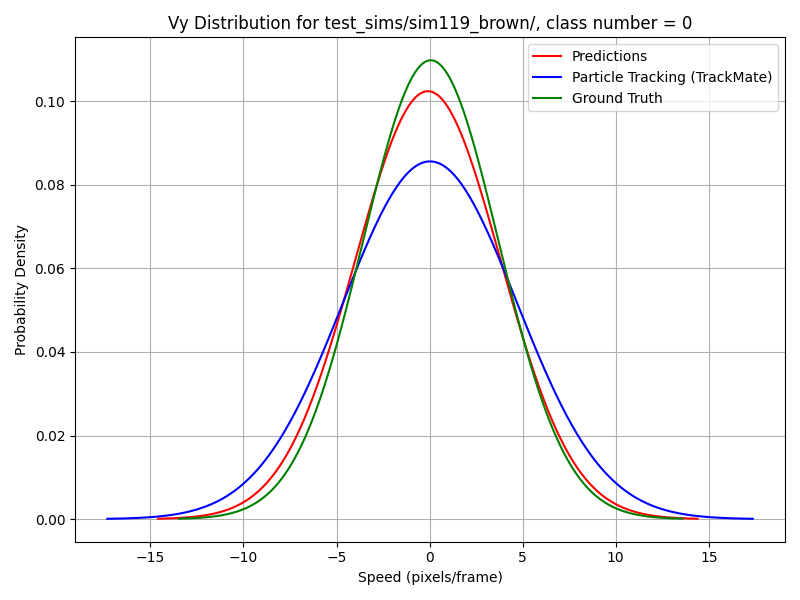 Vy Distribution for test_sims/sim119_brown/, class number = 0
Predictions
Particle Tracking (TrackMate)
Ground Truth
Probability Density
0.10
0.08
0.06
0.04
0.02
0.00
−15 −10 −5 0 5 10 15
Speed (pixels/frame)